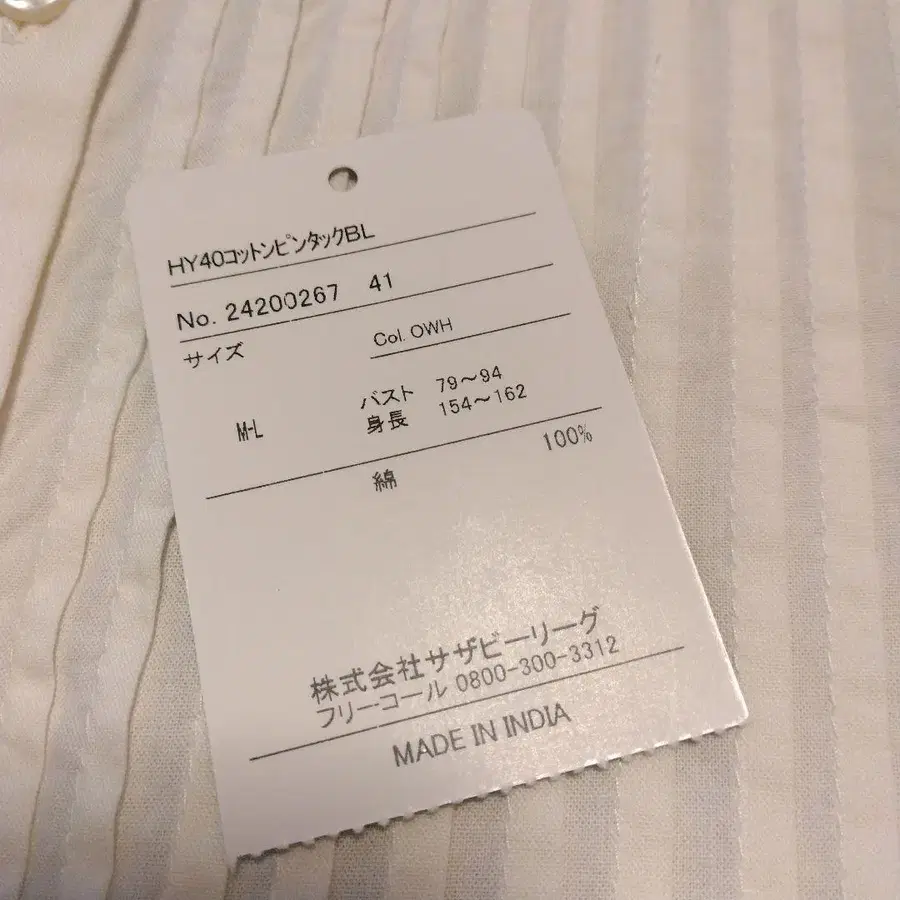 HY40コットンピンタックBL
No. 24200267 41
サイズ Col. OWH
M-L バスト 79～94
身長 154～162
綿 100%
株式会社サザビーリーグ
フリー・コール 0800-300-3312
MADE IN INDIA